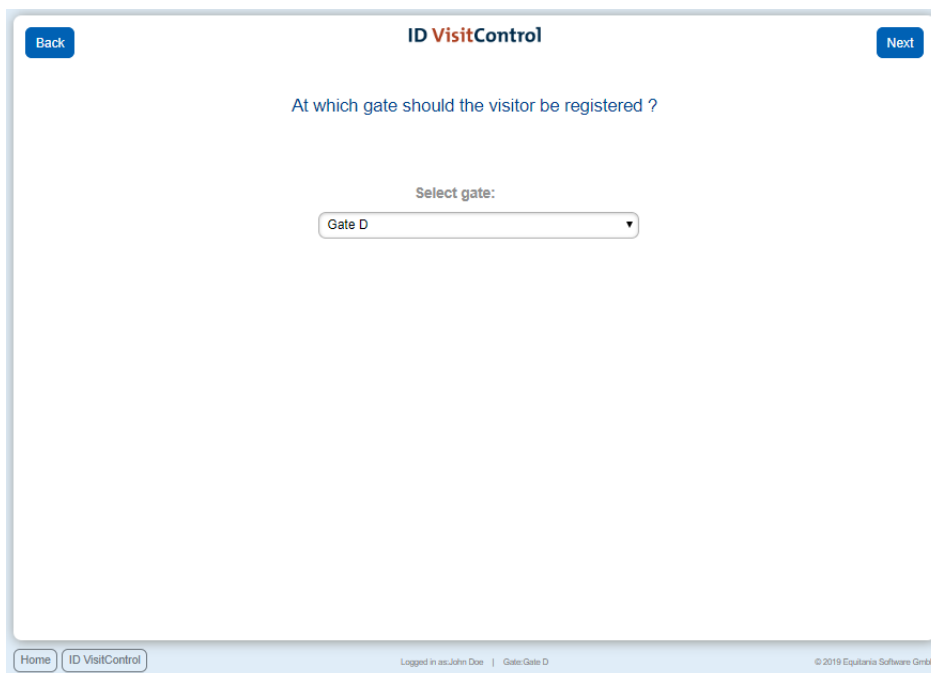 Back
ID VisitControl
Next
At which gate should the visitor be registered ?
Select gate:
Gate D
Home
ID VisitControl
Logged in as:John Doe | Gate:Gate D
© 2019 Equitania Software GmbH